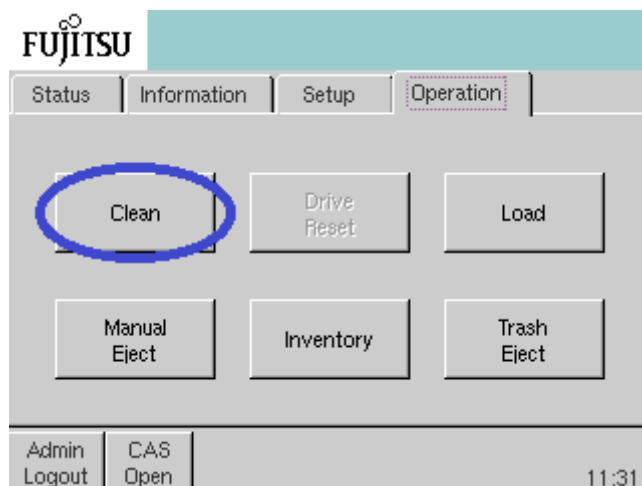 FUJITSU
Status Information Setup Operation
Clean
Drive
Reset
Load
Manual
Eject
Inventory
Trash
Eject
Admin
Logout
CAS
Open
11:31